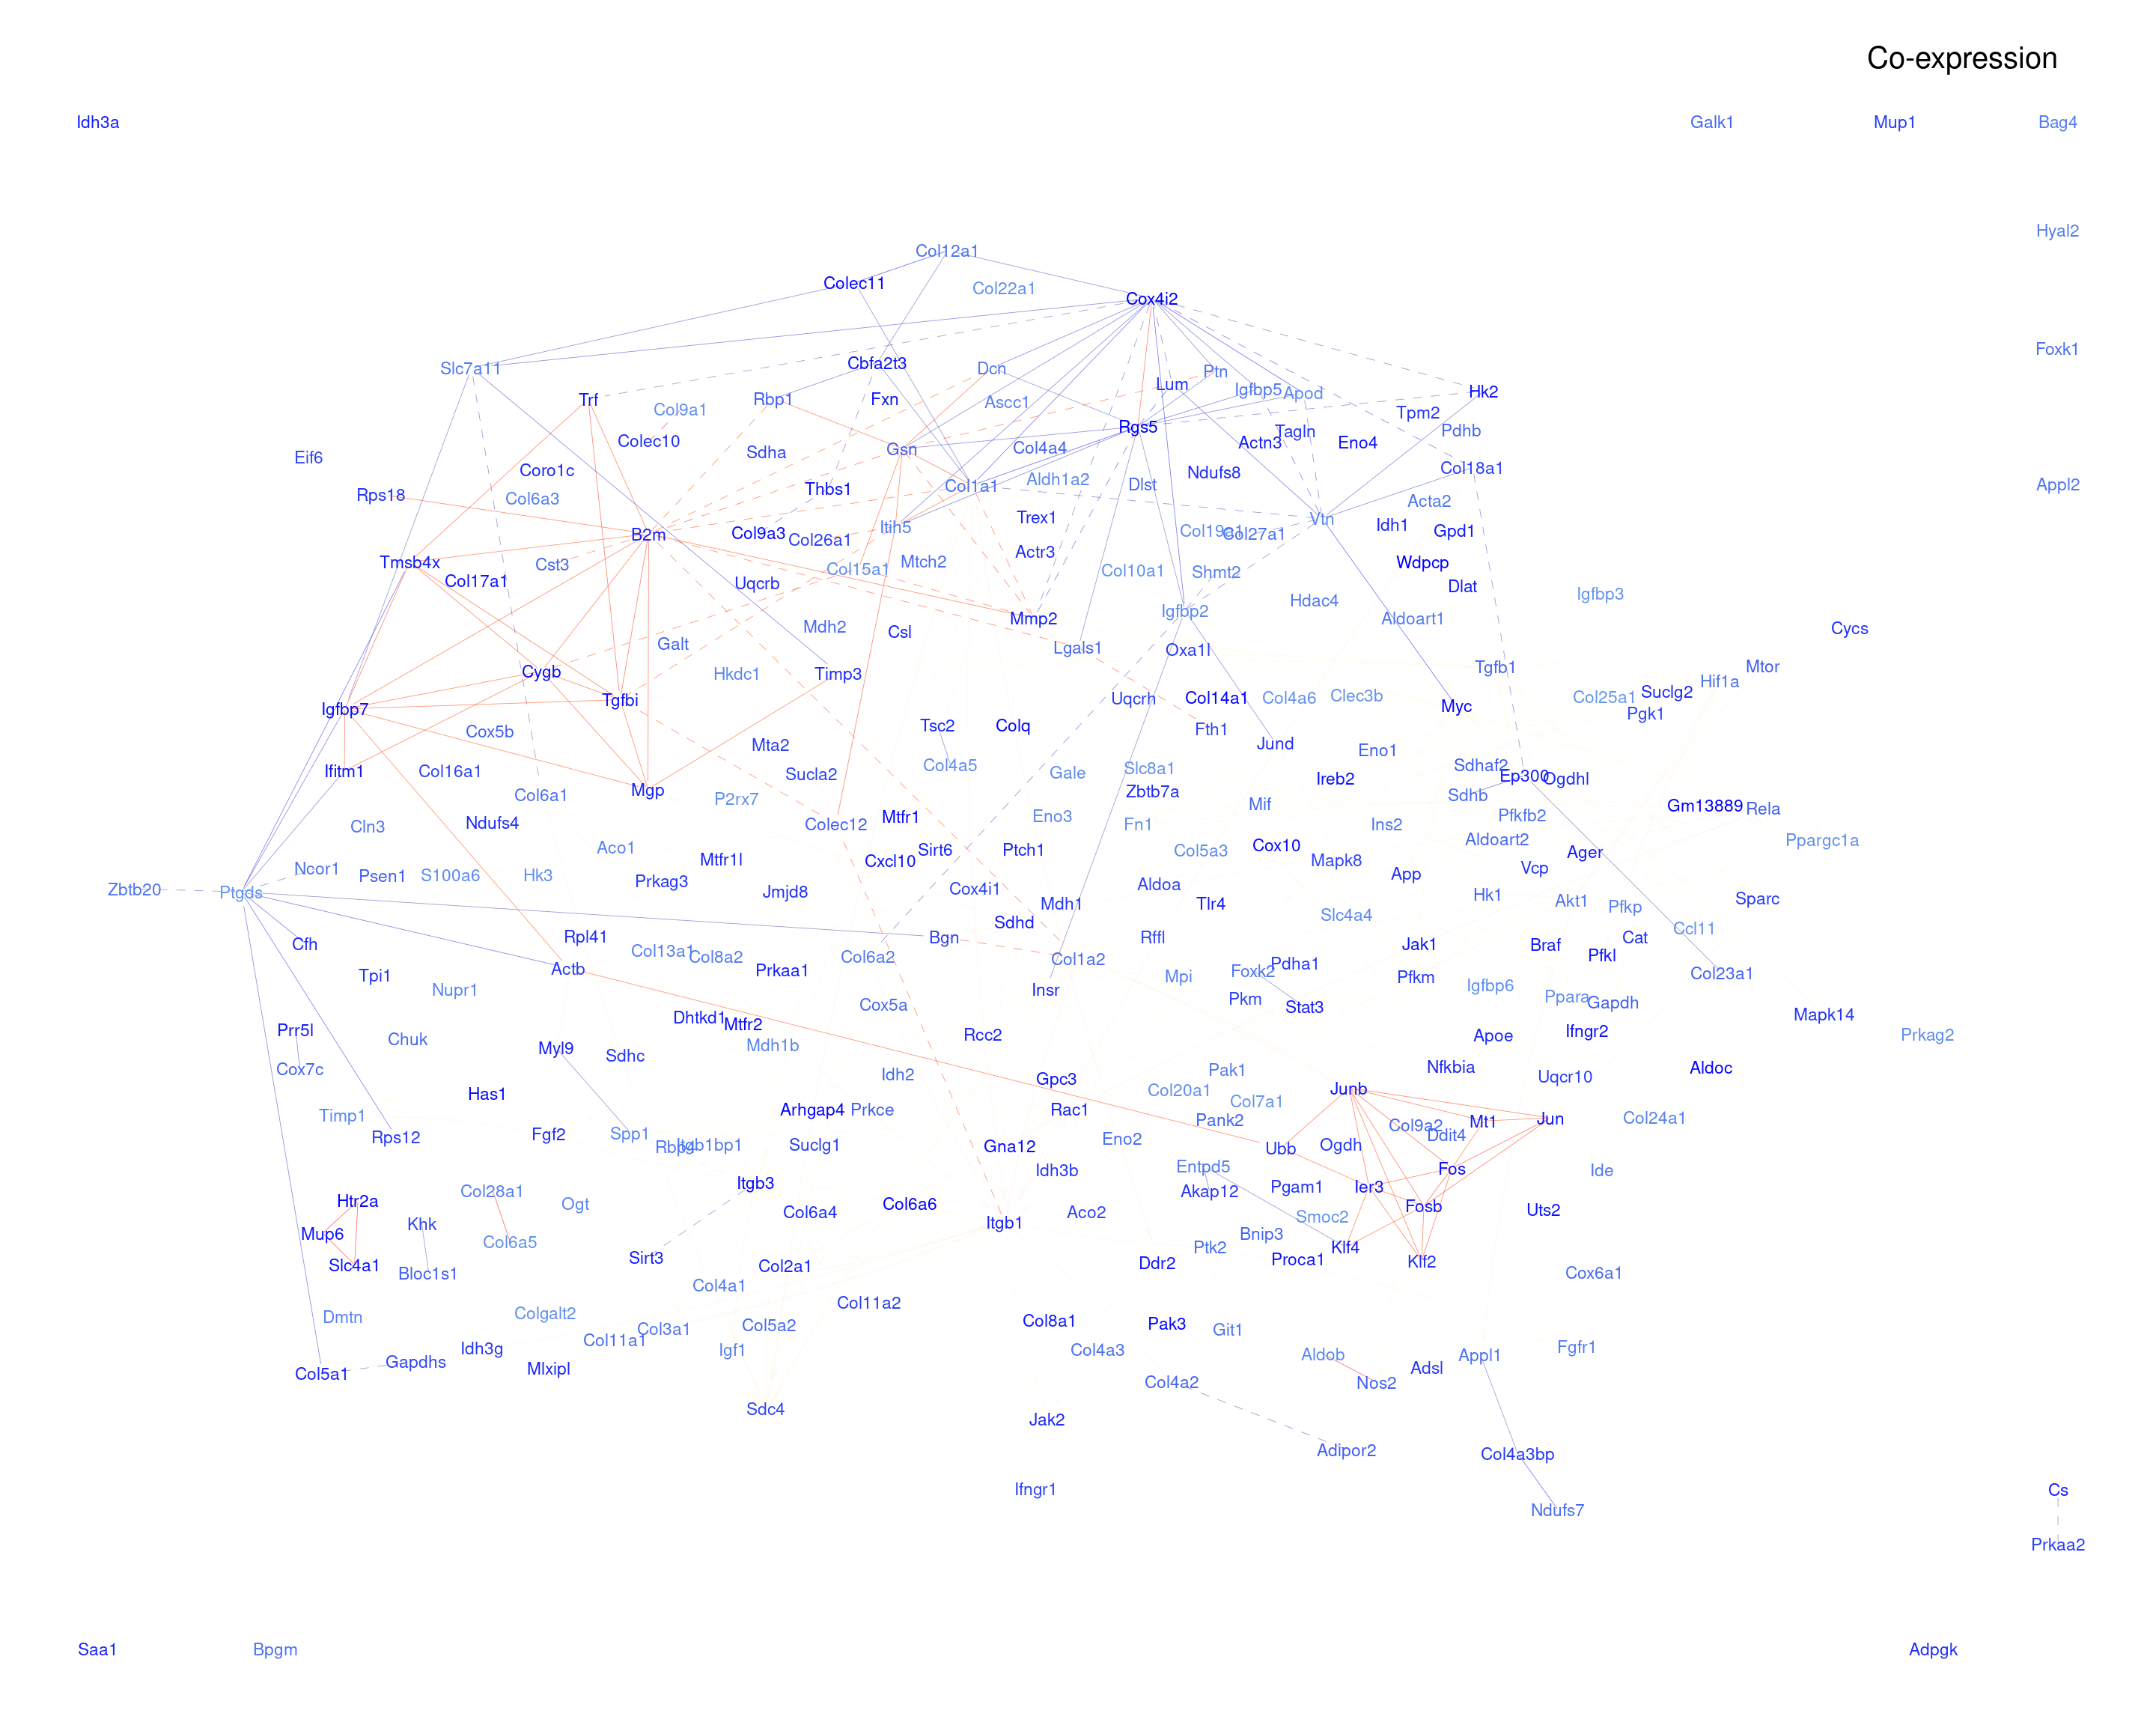 Co-expression
Idh3a
Galk1
Mup1
Bag4
Hyal2
Col12a1
Colec11
Col22a1
Cox4i2
Foxk1
Cbfa2t3
Slc7a11
Dcn
Ptn
Lum
Igfbp5
Apod
Hk2
Trf
Rbp1
Fxn
Ascc1
Col9a1
Tpm2
Rgs5
Tagln
Pdhb
Colec10
Actn3
Eno4
Sdha
Gsn
Col4a4
Eif6
Coro1c
Ndufs8
Col18a1
Aldh1a2
Dlst
Appl2
Col1a1
Thbs1
Rps18
Col6a3
Acta2
Trex1
Vtn
Idh1
Itih5
Col9a3
B2m
Col26a1
Col19a1
Col27a1
Gpd1
Actr3
Mtch2
Tmsb4x
Cst3
Wdpcp
Col15a1
Col10a1
Shmt2
Col17a1
Uqcrb
Dlat
Igfbp3
Hdac4
Igfbp2
Mmp2
Aldoart1
Mdh2
Csl
Cycs
Galt
Lgals1
Oxa1l
Tgfb1
Mtor
Cygb
Hkdc1
Timp3
Hif1a
Suclg2
Tgfbi
Uqcrh
Col14a1
Col4a6
Clec3b
Col25a1
Igfbp7
Myc
Pgk1
Tsc2
Colq
Fth1
Cox5b
Mta2
Jund
Eno1
Col4a5
Sdhaf2
Ifitm1
Col16a1
Sucla2
Gale
Slc8a1
Ireb2
Ep300
Ogdhl
Mgp
Zbtb7a
Col6a1
P2rx7
Sdhb
Mif
Gm13889
Rela
Eno3
Mtfr1
Pfkfb2
Cln3
Ndufs4
Colec12
Fn1
Ins2
Aldoart2
Ppargc1a
Aco1
Cox10
Sirt6
Ptch1
Col5a3
Ager
Mtfr1l
Cxcl10
Mapk8
Vcp
Ncor1
Psen1
S100a6
Hk3
App
Prkag3
Aldoa
Zbtb20
Ptgds
Jmjd8
Cox4i1
Hk1
Sparc
Mdh1
Tlr4
Akt1
Pfkp
Slc4a4
Sdhd
Ccl11
Rpl41
Bgn
Rffl
Cat
Cfh
Jak1
Braf
Col13a1
Col8a2
Col6a2
Col1a2
Pfkl
Actb
Prkaa1
Foxk2
Pdha1
Col23a1
Tpi1
Mpi
Pfkm
Nupr1
Insr
Igfbp6
Pkm
Ppara
Gapdh
Cox5a
Stat3
Dhtkd1
Mtfr2
Mapk14
Prr5l
Rcc2
Apoe
Ifngr2
Prkag2
Chuk
Mdh1b
Myl9
Sdhc
Cox7c
Idh2
Pak1
Nfkbia
Aldoc
Gpc3
Uqcr10
Has1
Col20a1
Junb
Col7a1
Timp1
Arhgap4
Prkce
Rac1
Pank2
Mt1
Jun
Col24a1
Col9a2
Rps12
Fgf2
Spp1
Eno2
Ddit4
Itgb1bp1
Suclg1
Gna12
Ubb
Ogdh
Entpd5
Idh3b
Fos
Ide
Itgb3
Col28a1
Akap12
Pgam1
Ier3
Htr2a
Ogt
Col6a4
Col6a6
Aco2
Fosb
Uts2
Smoc2
Khk
Itgb1
Mup6
Bnip3
Col6a5
Ptk2
Klf4
Sirt3
Proca1
Slc4a1
Bloc1s1
Col2a1
Ddr2
Klf2
Cox6a1
Col4a1
Col11a2
Dmtn
Colgalt2
Col8a1
Pak3
Col3a1
Col5a2
Git1
Col11a1
Idh3g
Igf1
Col4a3
Fgfr1
Aldob
Appl1
Gapdhs
Col5a1
Mlxipl
Adsl
Col4a2
Nos2
Sdc4
Jak2
Adipor2
Col4a3bp
Ifngr1
Cs
Ndufs7
Prkaa2
Saa1
Bpgm
Adpgk